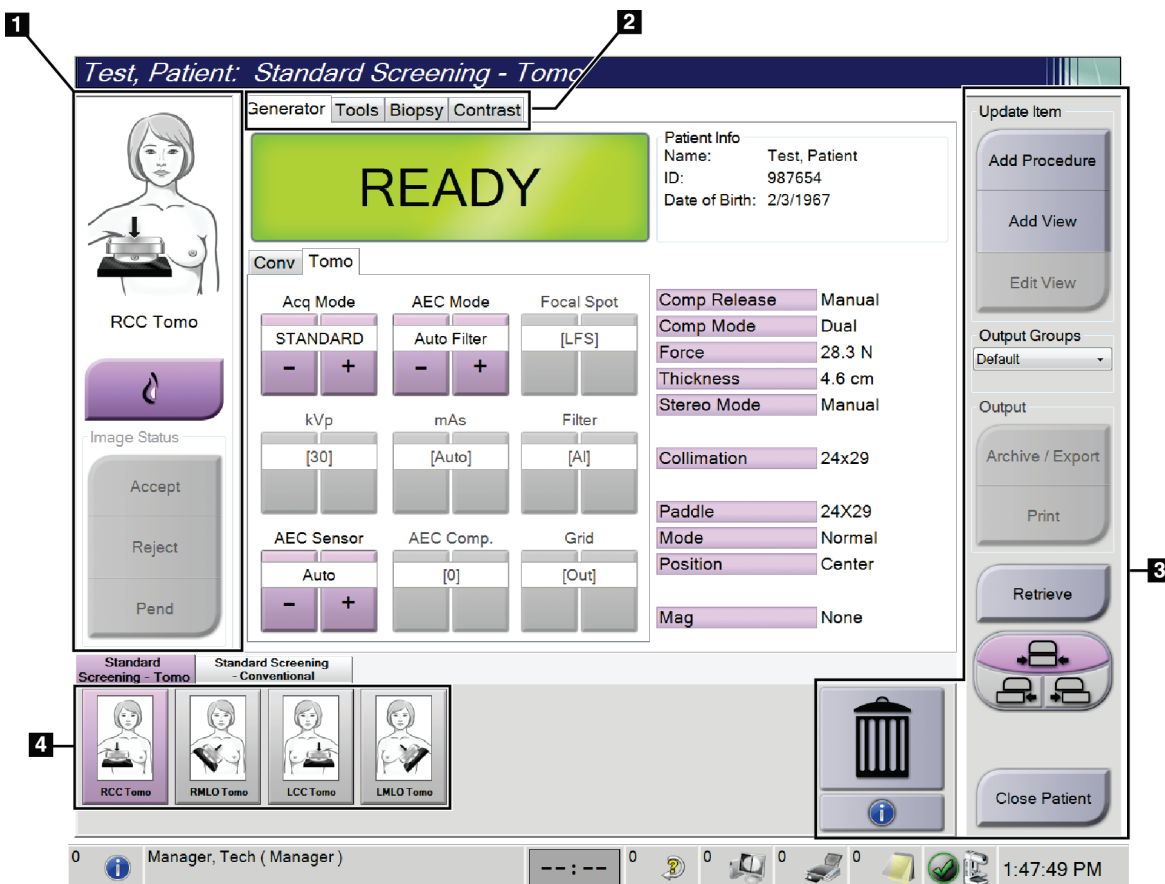 1
2
Test, Patient: Standard Screening - Tomo
Generator Tools Biopsy Contrast
READY
Patient Info
Name: Test, Patient
ID: 987654
Date of Birth: 2/3/1967
Update Item
Add Procedure
Add View
Edit View
Output Groups
Default
Output
Archive / Export
Print
3
Retrieve
Close Patient
RCC Tomo
Image Status
Accept
Reject
Pend
Conv Tomo
Acq Mode AEC Mode Focal Spot
STANDARD Auto Filter [LFS]
- + - +
kVp mAs Filter
[30] [Auto] [Al]
AEC Sensor AEC Comp. Grid
Auto [0] [Out]
- +
Comp Release Manual
Comp Mode Dual
Force 28.3 N
Thickness 4.6 cm
Stereo Mode Manual
Collimation 24x29
Paddle 24X29
Mode Normal
Position Center
Mag None
Standard
Screening - Tomo
Standard Screening
- Conventional
4
RCC Tomo RMLO Tomo LCC Tomo LMLO Tomo
i
0 i Manager, Tech ( Manager ) --:-- 0 ? 0 0 0 1:47:49 PM